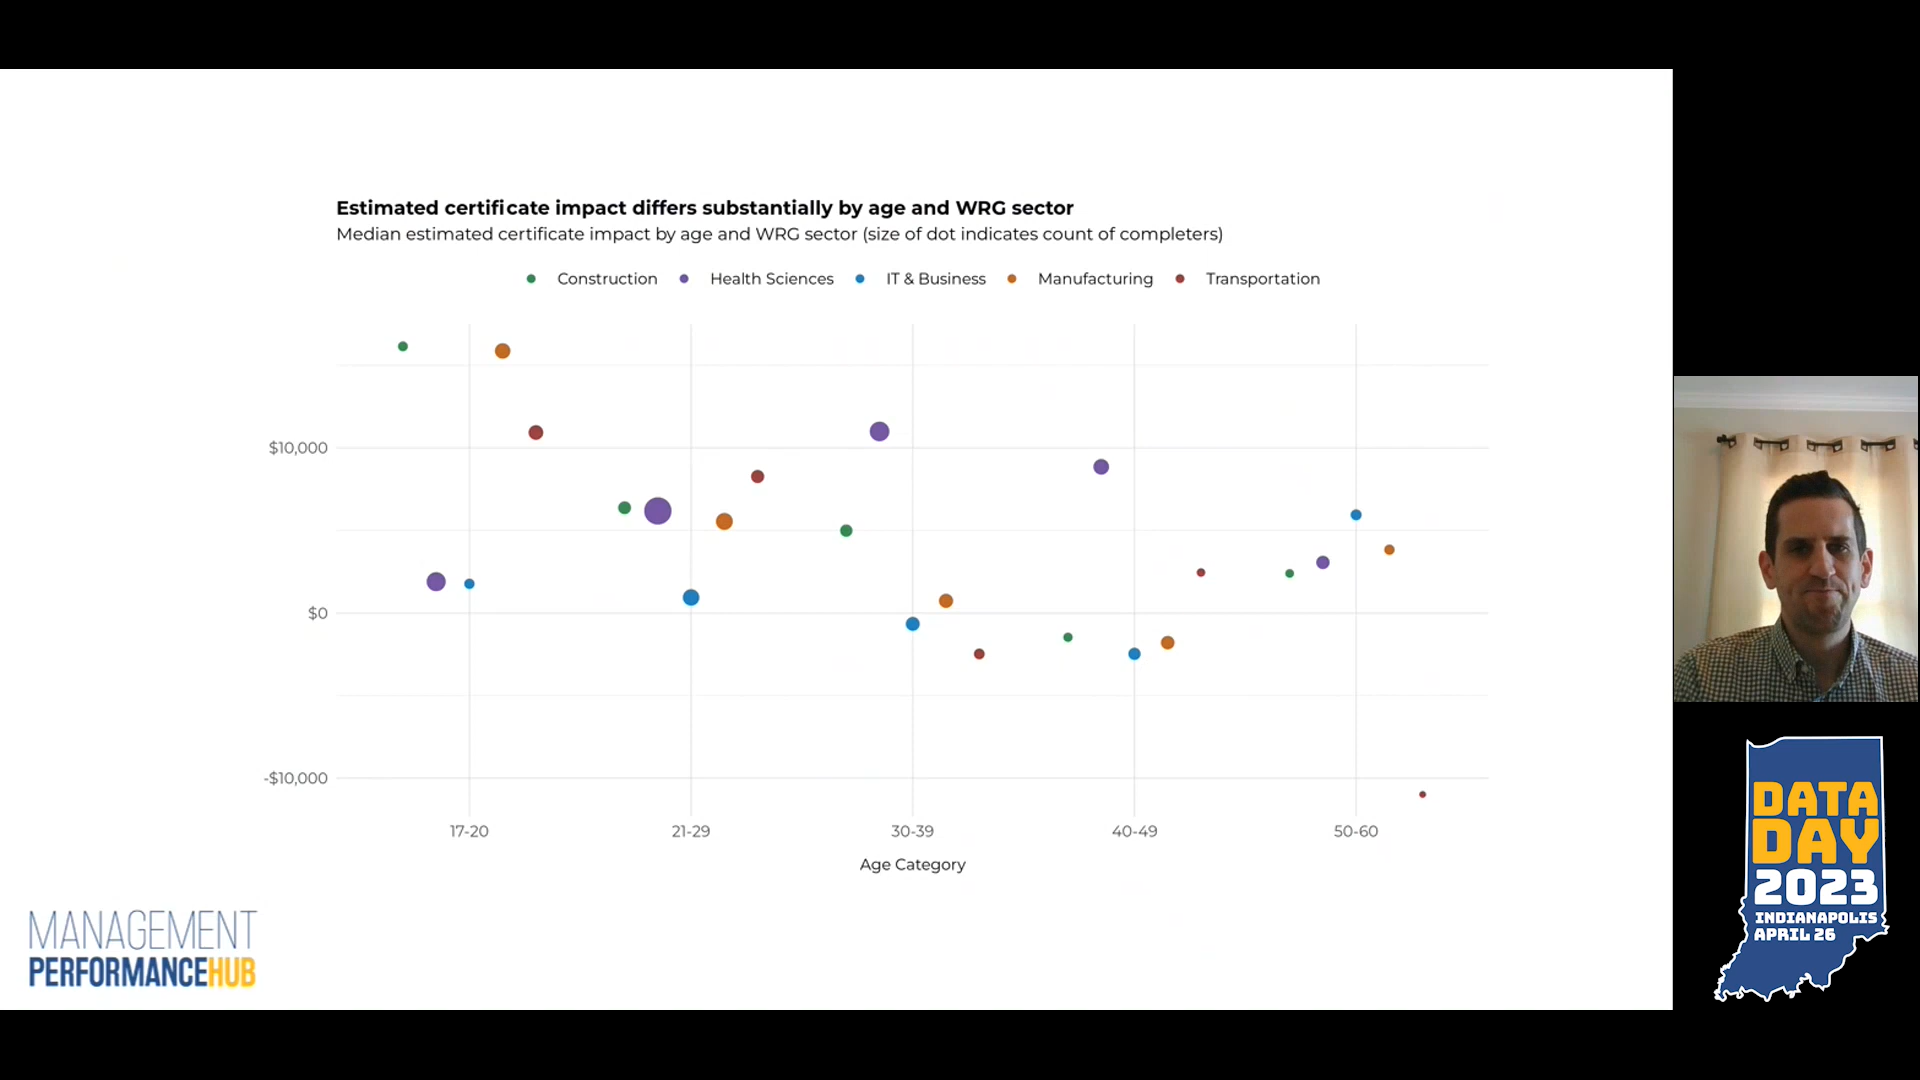 Estimated certificate impact differs substantially by age and WRG sector
Median estimated certificate impact by age and WRG sector (size of dot indicates count of completers)
Construction Health Sciences IT & Business Manufacturing Transportation
$10,000
$0
-$10,000
17-20 21-29 30-39 40-49 50-60
Age Category
MANAGEMENT
PERFORMANCEHUB
DATA
DAY
2023
INDIANAPOLIS
APRIL 26